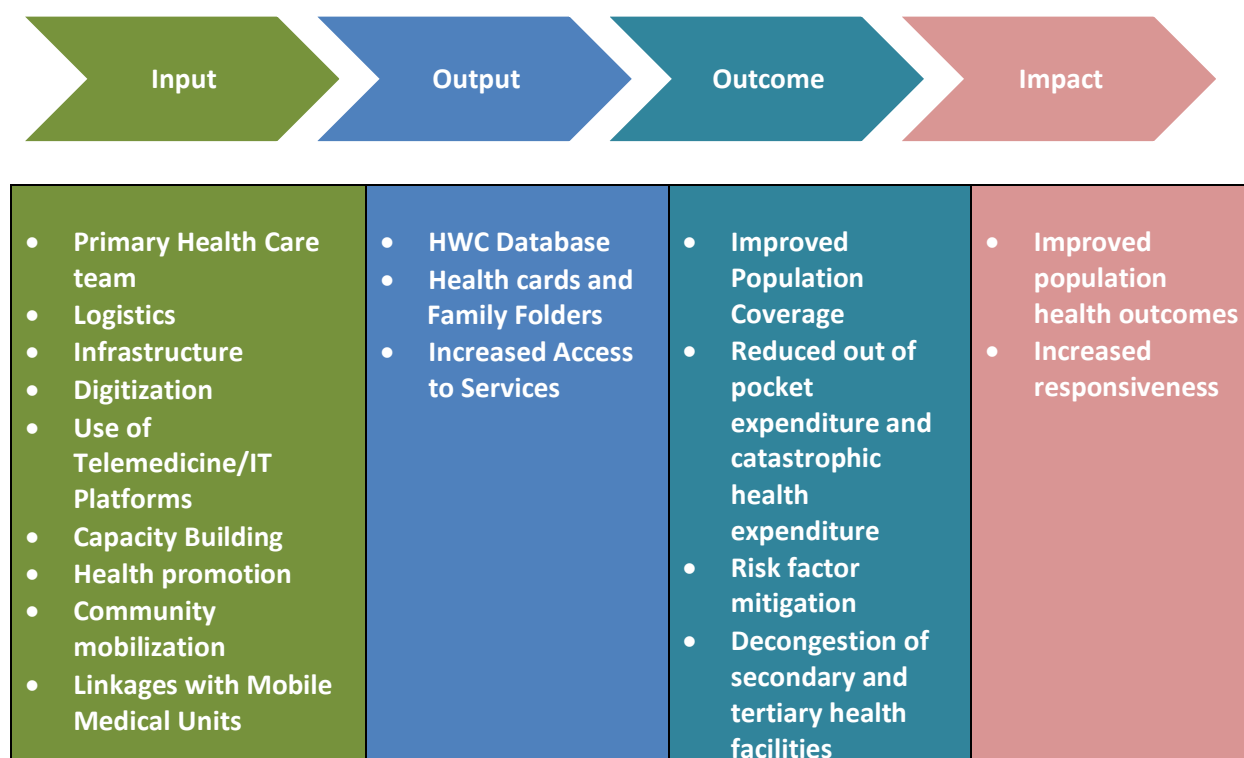 Input
Output
Outcome
Impact
• Primary Health Care
team
• Logistics
• Infrastructure
• Digitization
• Use of
Telemedicine/IT
Platforms
• Capacity Building
• Health promotion
• Community
mobilization
• Linkages with Mobile
Medical Units
• HWC Database
• Health cards and
Family Folders
• Increased Access
to Services
• Improved
Population
Coverage
• Reduced out of
pocket
expenditure and
catastrophic
health
expenditure
• Risk factor
mitigation
• Decongestion of
secondary and
tertiary health
facilities
• Improved
population
health outcomes
• Increased
responsiveness